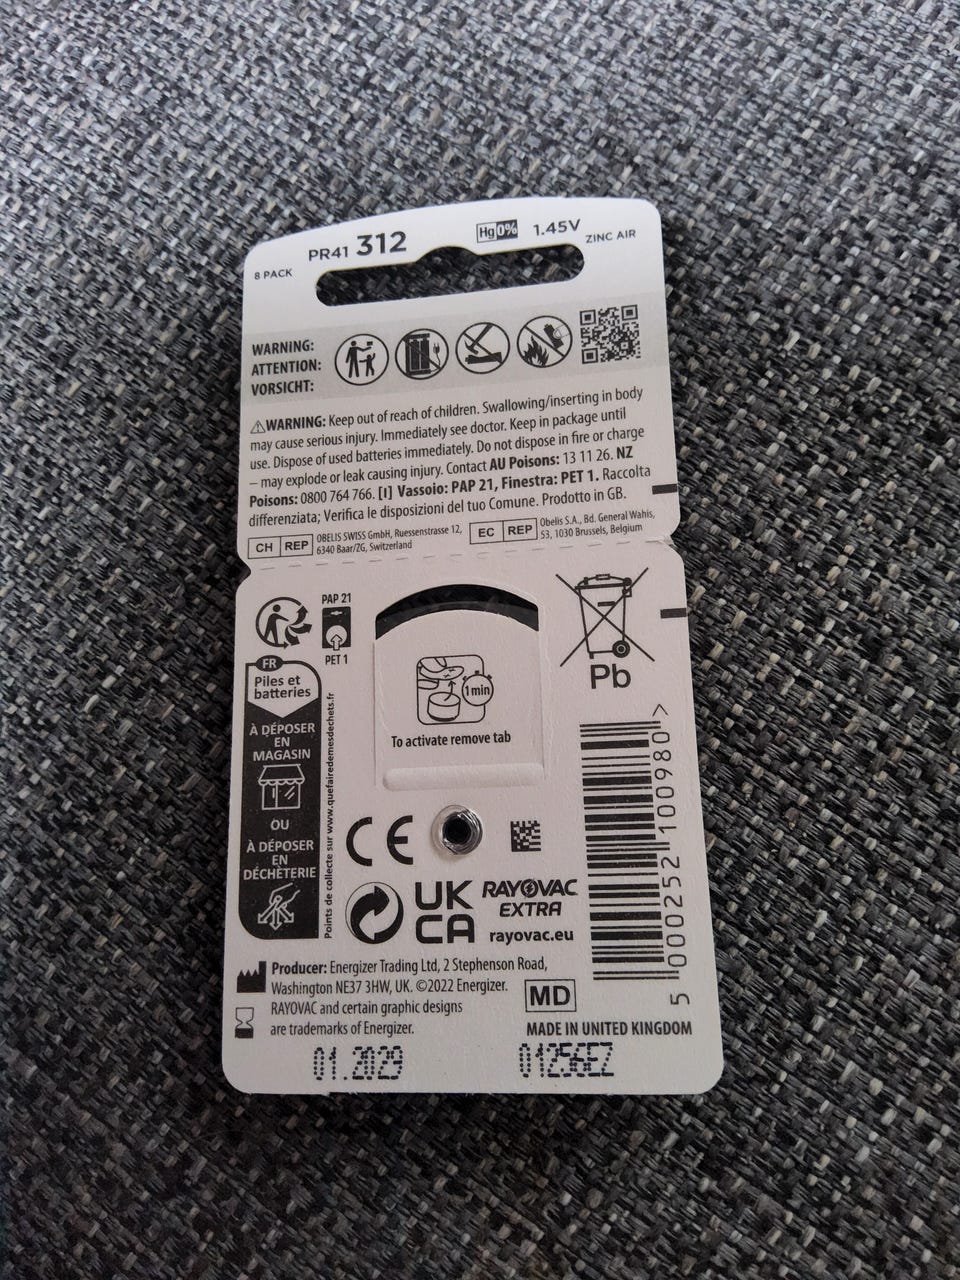 8 PACK PR41 312 Hg 0% 1.45V ZINC AIR
WARNING:
ATTENTION:
VORSICHT:
⚠WARNING: Keep out of reach of children. Swallowing/inserting in body
may cause serious injury. Immediately see doctor. Keep in package until
use. Dispose of used batteries immediately. Do not dispose in fire or charge
– may explode or leak causing injury. Contact AU Poisons: 13 11 26. NZ
Poisons: 0800 764 766. [I] Vassoio: PAP 21, Finestra: PET 1. Raccolta
differenziata; Verifica le disposizioni del tuo Comune. Prodotto in GB.
CH REP
OBELIS SWISS GmbH, Ruessenstrasse 12,
6340 Baar/ZG, Switzerland
EC REP
Obelis S.A., Bd. General Wahis,
53, 1030 Brussels, Belgium
PAP 21
PET 1
FR
Piles et
batteries
À DÉPOSER
EN
MAGASIN
OU
À DÉPOSER
EN
DÉCHÈTERIE
Points de collecte sur www.quefairedemesdechets.fr
1 min
To activate remove tab
Pb
5 000252 100980 >
CE
UK
CA
RAYOVAC
EXTRA
rayovac.eu
Producer: Energizer Trading Ltd, 2 Stephenson Road,
Washington NE37 3HW, UK. ©2022 Energizer.
RAYOVAC and certain graphic designs
are trademarks of Energizer.
MD
MADE IN UNITED KINGDOM
01.2029
01256EZ